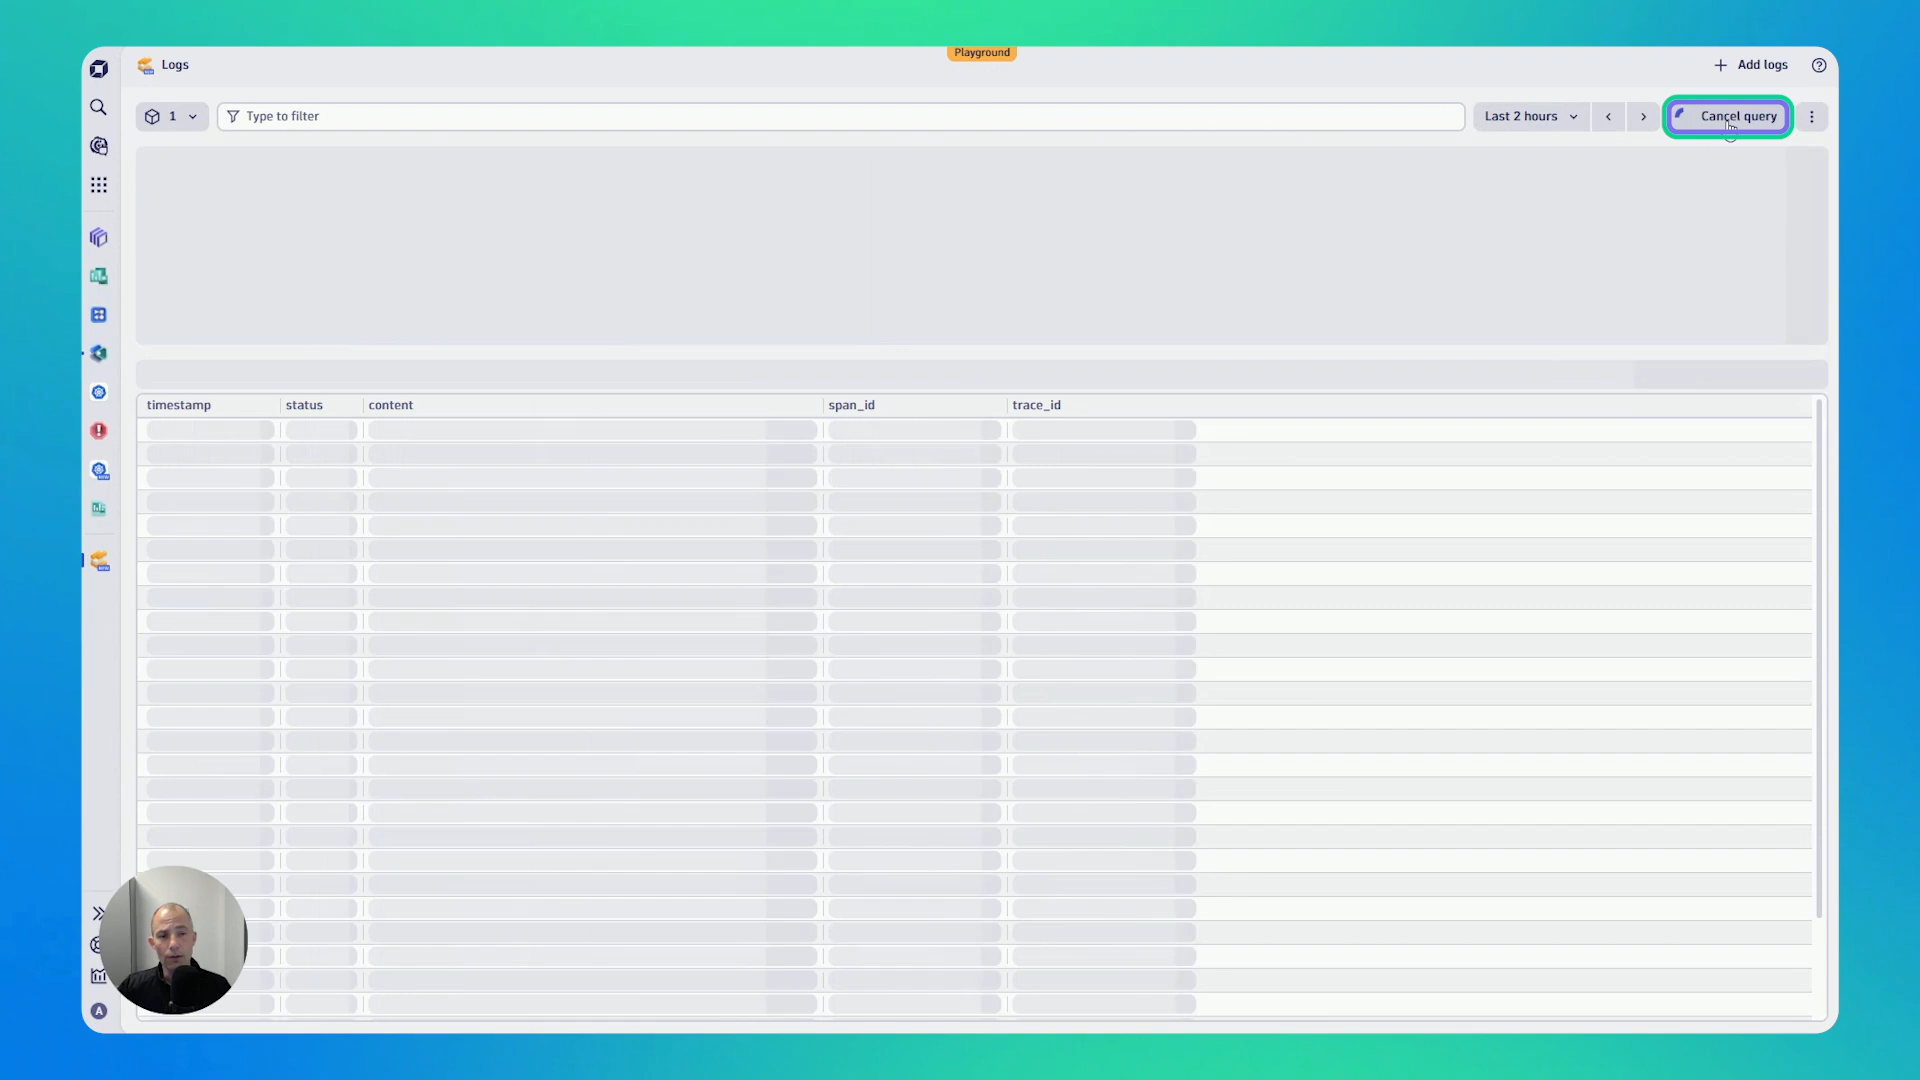 Playground
Logs
Add logs
1
Type to filter
Last 2 hours
Cancel query
timestamp
status
content
span_id
trace_id
A